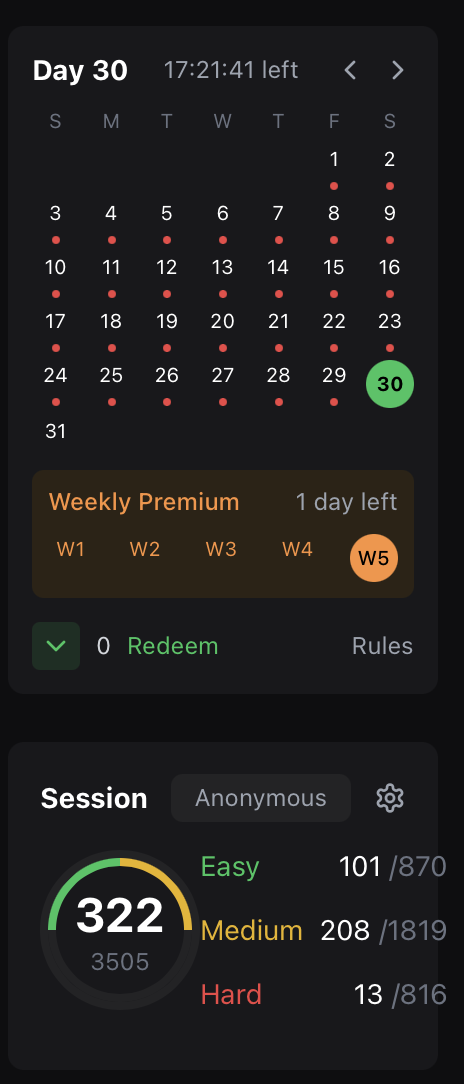 Day 30 17:21:41 left
S M T W T F S
1 2
3 4 5 6 7 8 9
10 11 12 13 14 15 16
17 18 19 20 21 22 23
24 25 26 27 28 29 30
31
Weekly Premium 1 day left
W1 W2 W3 W4 W5
0 Redeem Rules
Session Anonymous
322
3505
Easy 101 /870
Medium 208 /1819
Hard 13 /816